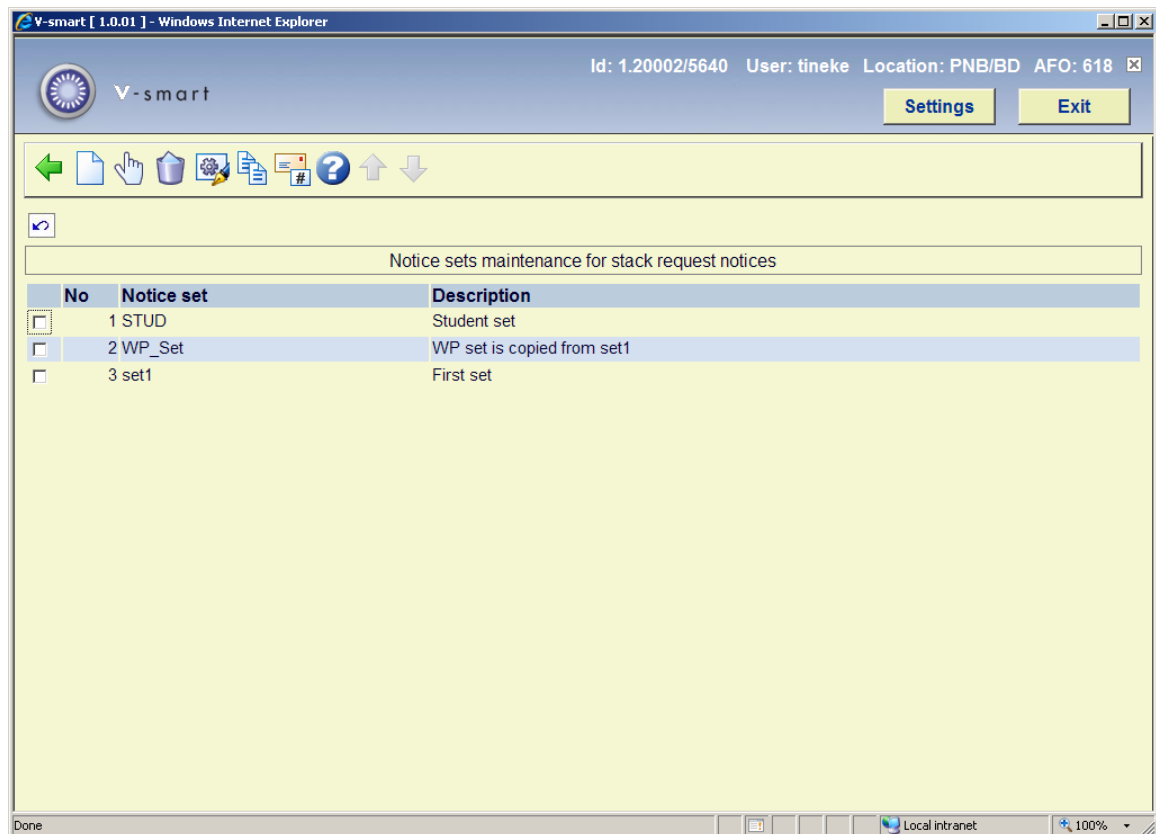 V-smart [ 1.0.01 ] - Windows Internet Explorer
Id: 1.20002/5640 User: tineke Location: PNB/BD AFO: 618
V-smart
Settings Exit
#
?
Notice sets maintenance for stack request notices
No Notice set Description
1 STUD Student set
2 WP_Set WP set is copied from set1
3 set1 First set
Done Local intranet 100%